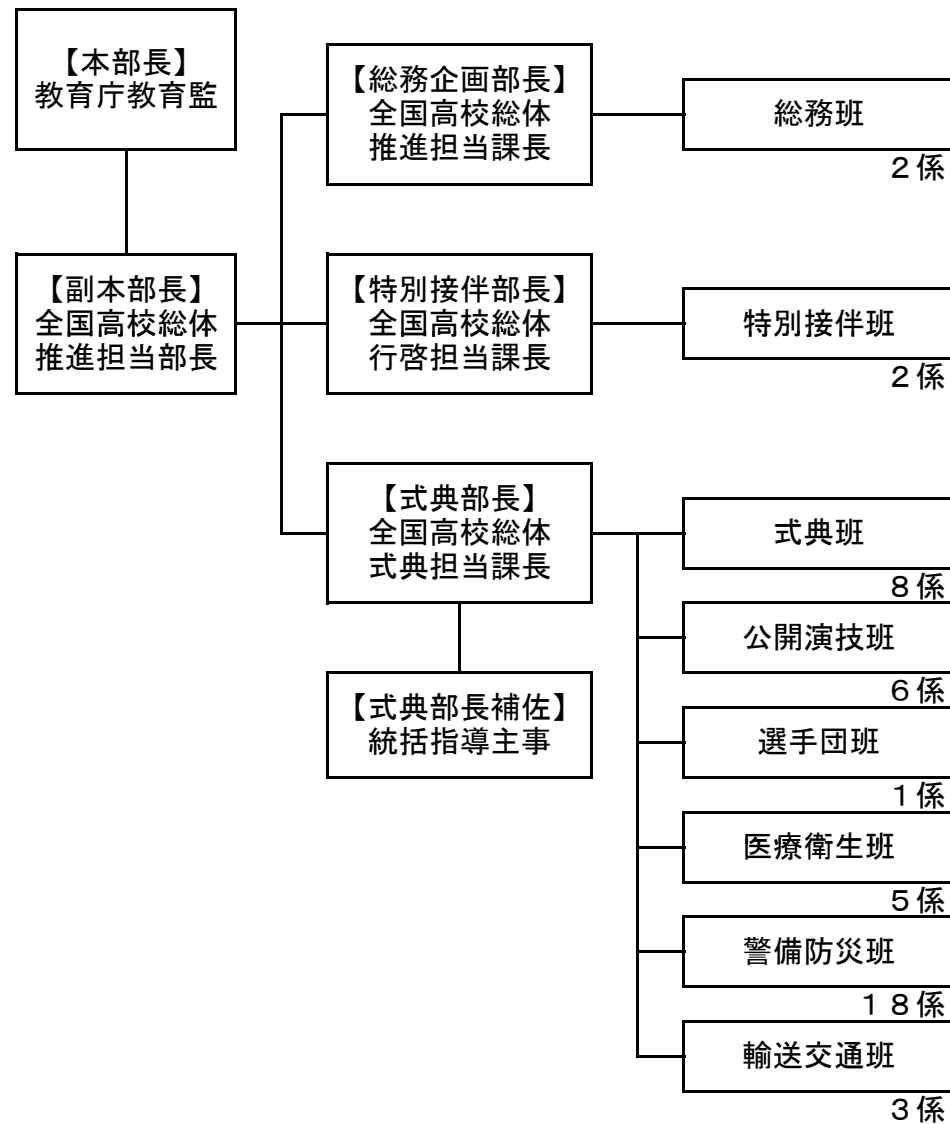 【本部長】
教育庁教育監
【副本部長】
全国高校総体
推進担当部長
【総務企画部長】
全国高校総体
推進担当課長
総務班
２係
【特別接伴部長】
全国高校総体
行啓担当課長
特別接伴班
２係
【式典部長】
全国高校総体
式典担当課長
【式典部長補佐】
統括指導主事
式典班
８係
公開演技班
６係
選手団班
１係
医療衛生班
５係
警備防災班
１８係
輸送交通班
３係